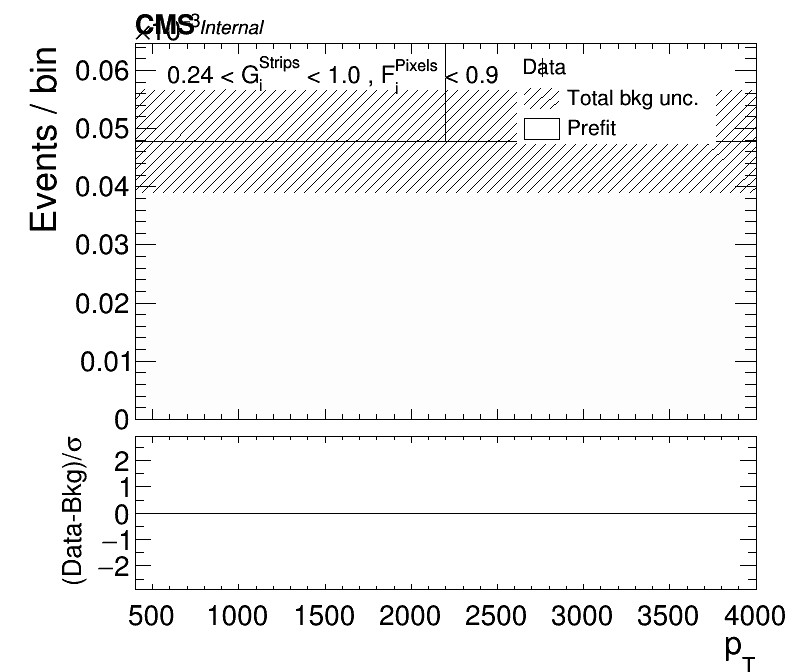 CMS Internal
×10³
0.24 < G_i^Strips < 1.0 , F_i^Pixels < 0.9
Data
Total bkg unc.
Prefit
Events / bin
0.06
0.05
0.04
0.03
0.02
0.01
0
(Data-Bkg)/σ
2
1
0
−1
−2
500 1000 1500 2000 2500 3000 3500 4000
p_T